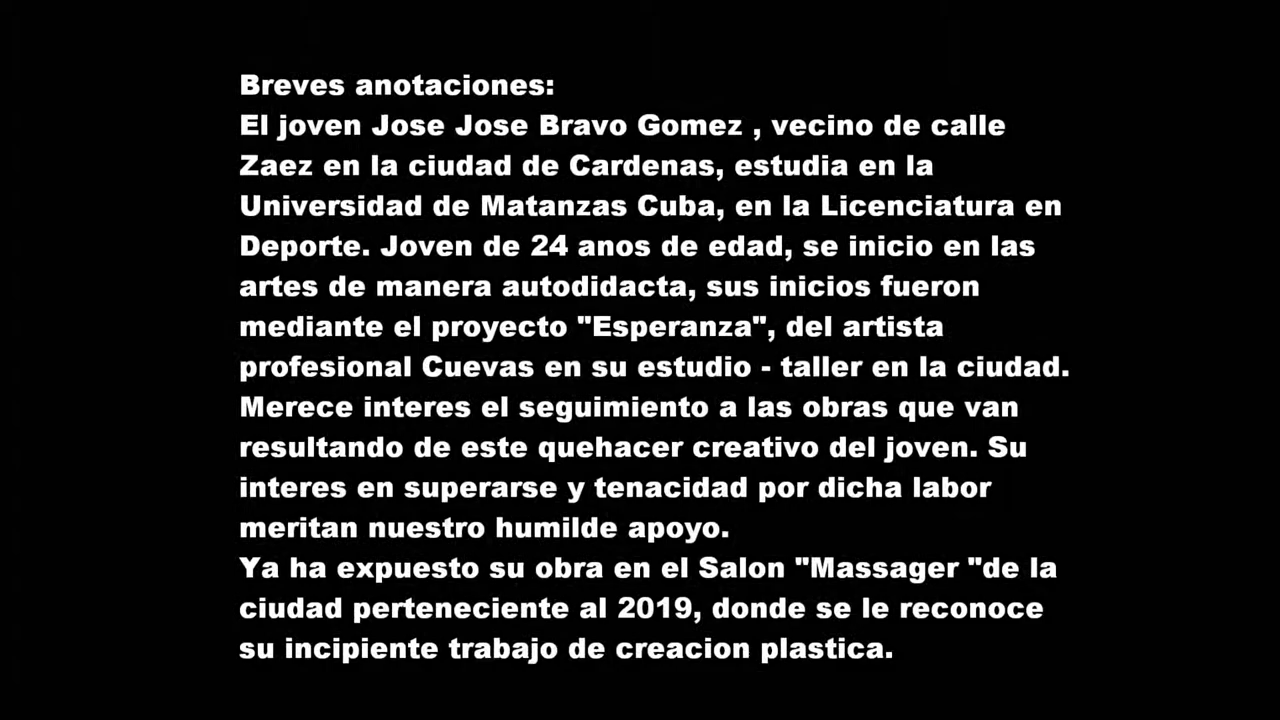 Breves anotaciones:
El joven Jose Jose Bravo Gomez , vecino de calle
Zaez en la ciudad de Cardenas, estudia en la
Universidad de Matanzas Cuba, en la Licenciatura en
Deporte. Joven de 24 anos de edad, se inicio en las
artes de manera autodidacta, sus inicios fueron
mediante el proyecto "Esperanza", del artista
profesional Cuevas en su estudio - taller en la ciudad.
Merece interes el seguimiento a las obras que van
resultando de este quehacer creativo del joven. Su
interes en superarse y tenacidad por dicha labor
meritan nuestro humilde apoyo.
Ya ha expuesto su obra en el Salon "Massager "de la
ciudad perteneciente al 2019, donde se le reconoce
su incipiente trabajo de creacion plastica.